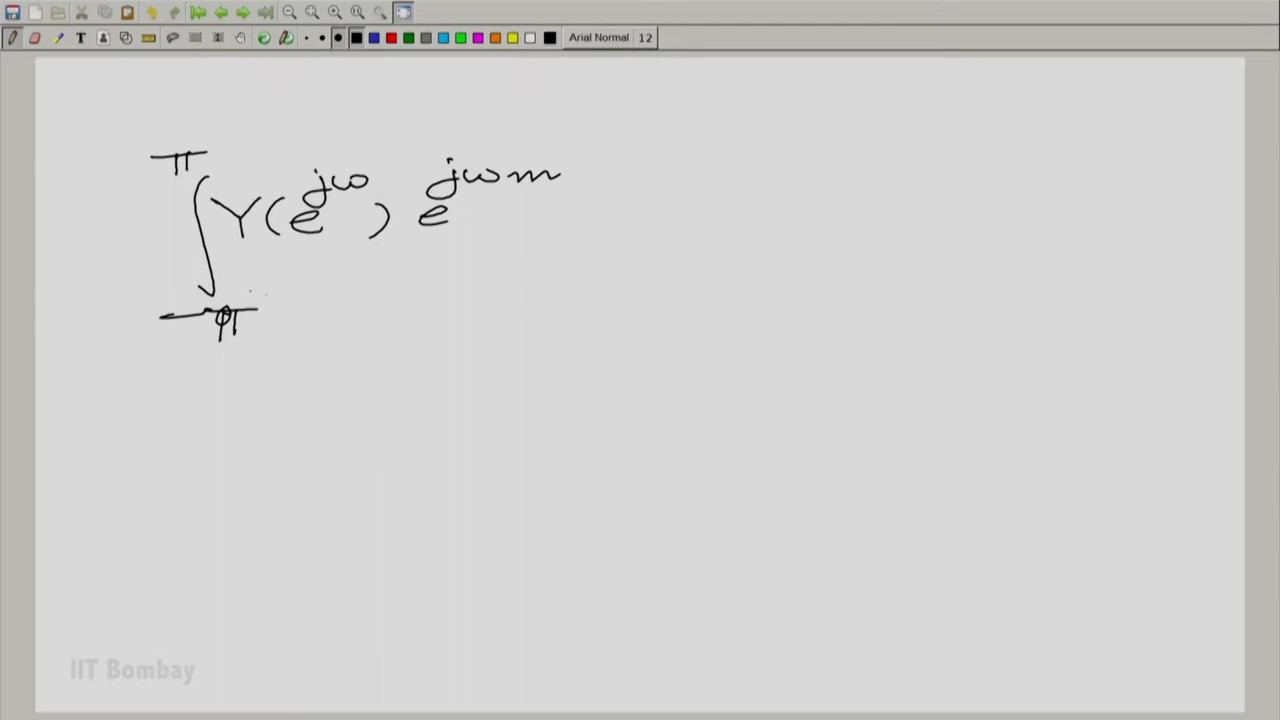 Arial Normal 12
π
∫ Y(e^{jω}) e^{jωm}
-π
IIT Bombay